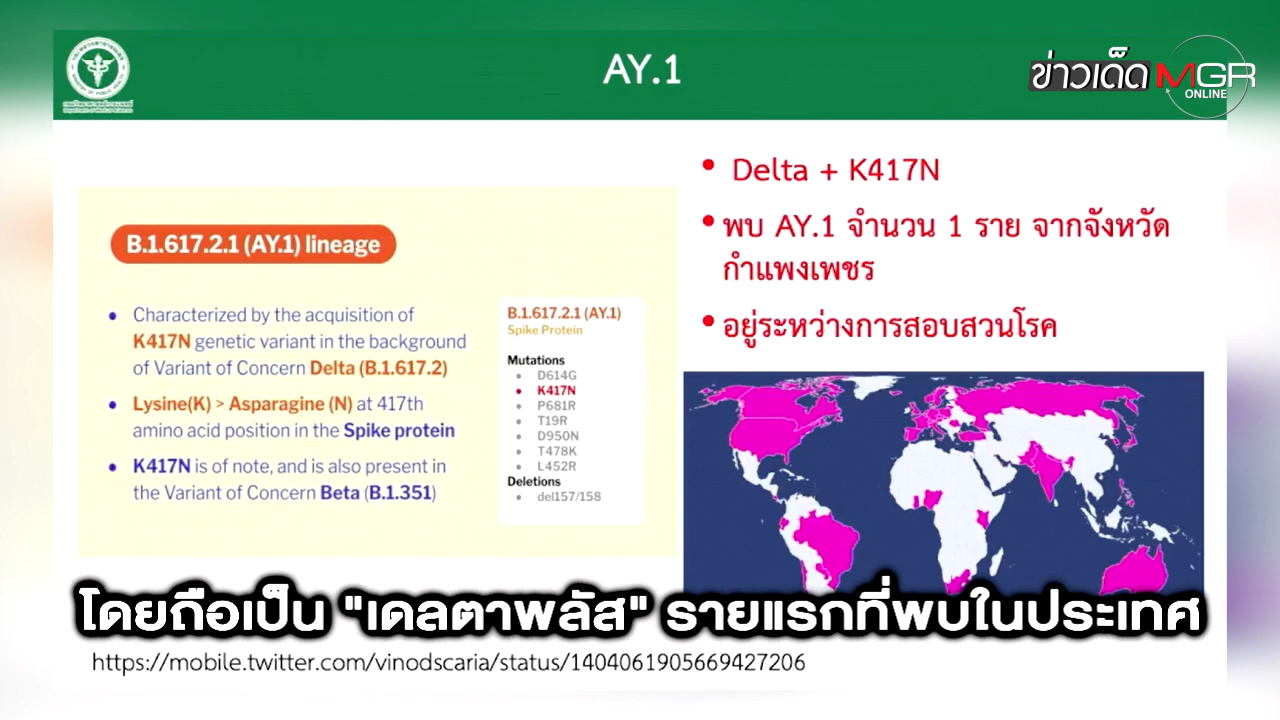 AY.1
ข่าวเด็ด MGR
ONLINE
B.1.617.2.1 (AY.1) lineage
• Characterized by the acquisition of
K417N genetic variant in the background
of Variant of Concern Delta (B.1.617.2)
• Lysine(K) > Asparagine (N) at 417th
amino acid position in the Spike protein
• K417N is of note, and is also present in
the Variant of Concern Beta (B.1.351)
B.1.617.2.1 (AY.1)
Spike Protein
Mutations
• D614G
• K417N
• P681R
• T19R
• D950N
• T478K
• L452R
Deletions
• del157/158
• Delta + K417N
• พบ AY.1 จำนวน 1 ราย จากจังหวัด
กำแพงเพชร
• อยู่ระหว่างการสอบสวนโรค
โดยถือเป็น "เดลตาพลัส" รายแรกที่พบในประเทศ
https://mobile.twitter.com/vinodscaria/status/1404061905669427206